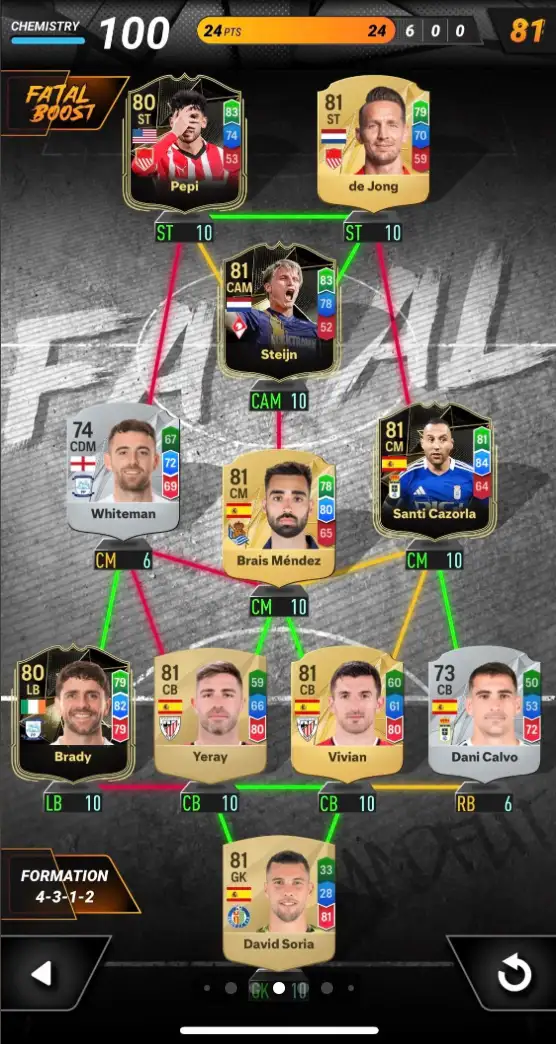 CHEMISTRY 100
24 PTS 24 6 0 0
81
FATAL
BOOST
80
ST
83
74
53
Pepi
ST 10
81
ST
79
70
59
de Jong
ST 10
FATAL
81
CAM
83
78
52
Steijn
CAM 10
74
CDM
67
72
69
Whiteman
CM 6
81
CM
78
80
65
Brais Méndez
CM 10
81
CM
81
84
64
Santi Cazorla
CM 10
80
LB
79
82
79
Brady
LB 10
81
CB
59
66
80
Yeray
CB 10
81
CB
60
61
80
Vivian
CB 10
73
CB
50
53
72
Dani Calvo
RB 6
81
GK
33
28
81
David Soria
GK 10
FORMATION
4-3-1-2